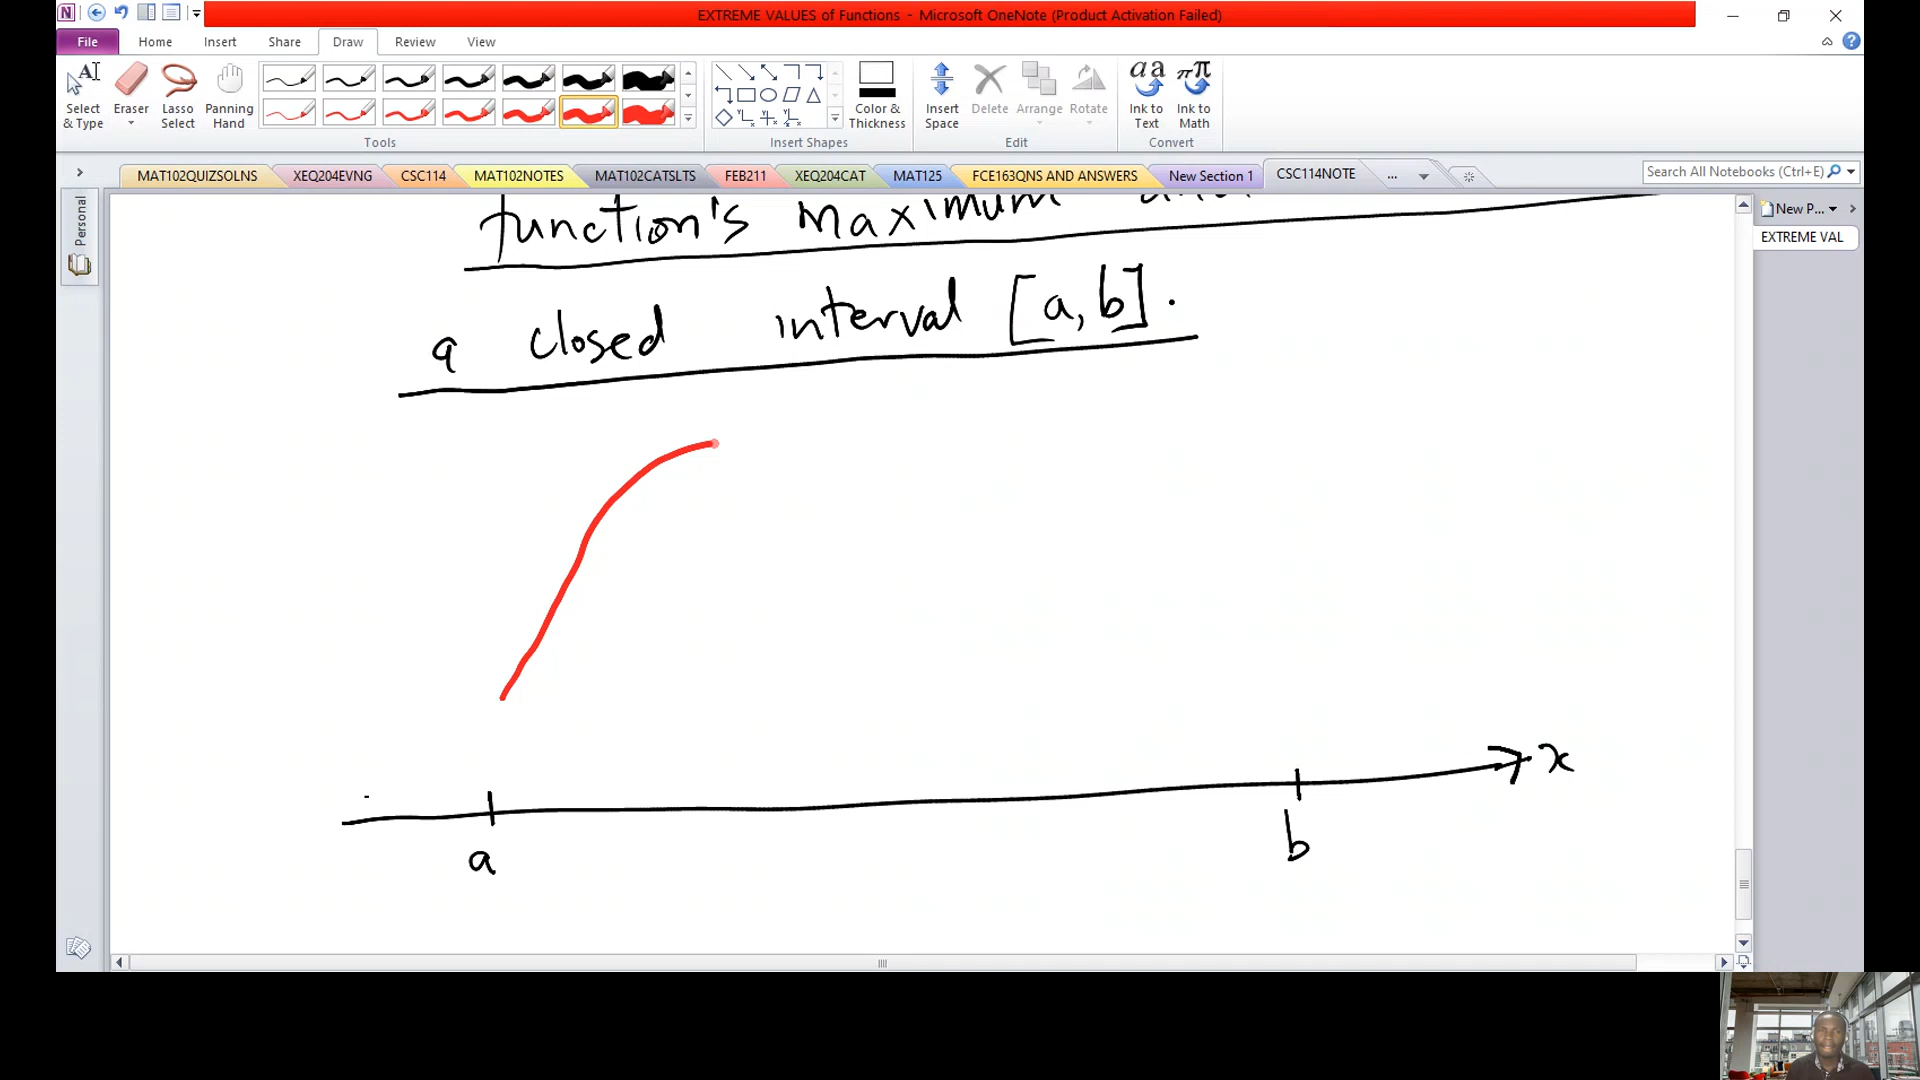 EXTREME VALUES of Functions - Microsoft OneNote (Product Activation Failed)
File Home Insert Share Draw Review View
Select & Type
Eraser
Lasso Select
Panning Hand
Color & Thickness
Insert Space
Delete
Arrange
Rotate
Ink to Text
Ink to Math
Tools
Insert Shapes
Edit
Convert
MAT102QUIZSOLNS XEQ204EVNG CSC114 MAT102NOTES MAT102CATSLTS FEB211 XEQ204CAT MAT125 FCE163QNS AND ANSWERS New Section 1 CSC114NOTE ...
Search All Notebooks (Ctrl+E)
Personal
New P...
EXTREME VAL
function's maximum
a closed interval [a, b].
x
a
b